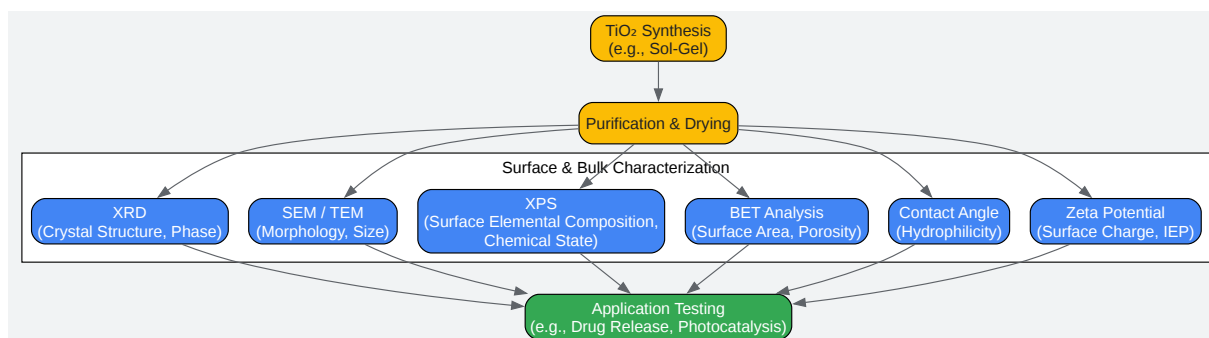 TiO₂ Synthesis
(e.g., Sol-Gel)
Purification & Drying
Surface & Bulk Characterization
XRD
(Crystal Structure, Phase)
SEM / TEM
(Morphology, Size)
XPS
(Surface Elemental Composition,
Chemical State)
BET Analysis
(Surface Area, Porosity)
Contact Angle
(Hydrophilicity)
Zeta Potential
(Surface Charge, IEP)
Application Testing
(e.g., Drug Release, Photocatalysis)